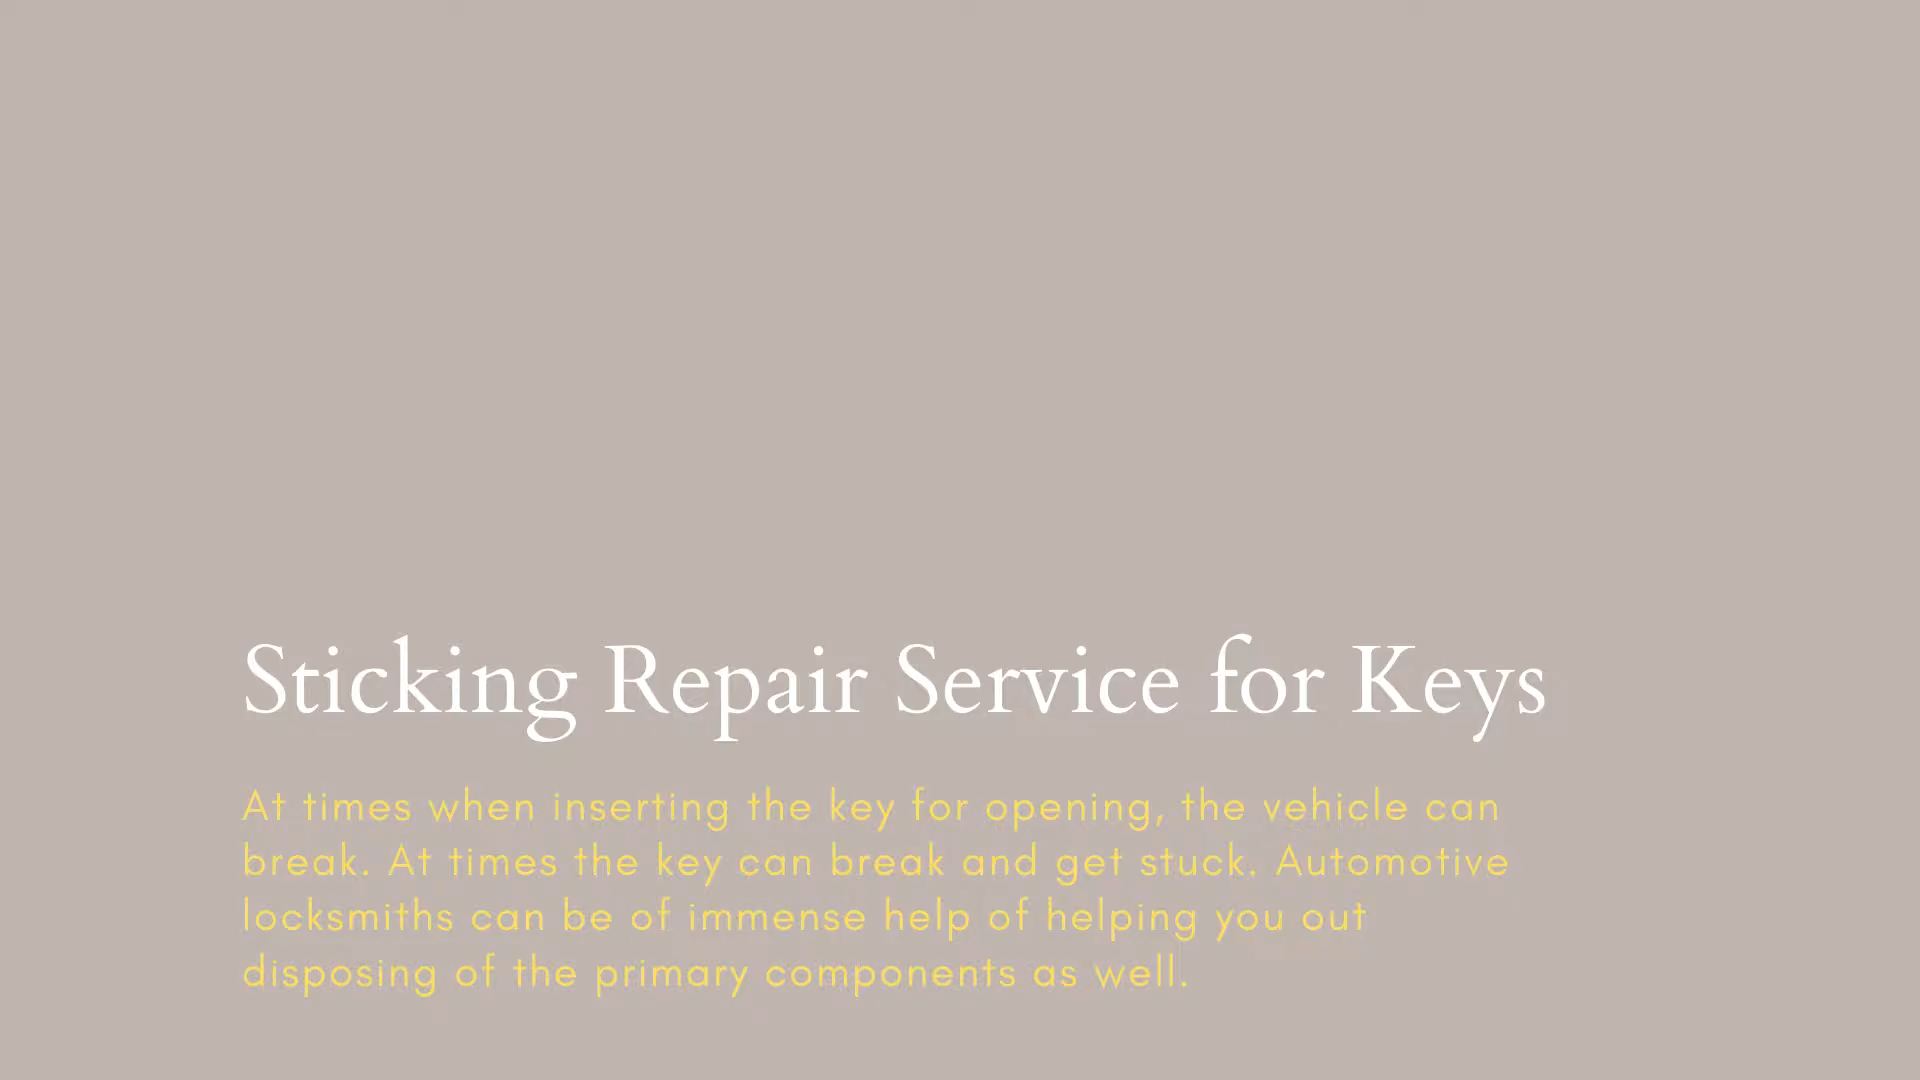 Sticking Repair Service for Keys
At times when inserting the key for opening, the vehicle can
break. At times the key can break and get stuck. Automotive
locksmiths can be of immense help of helping you out
disposing of the primary components as well.